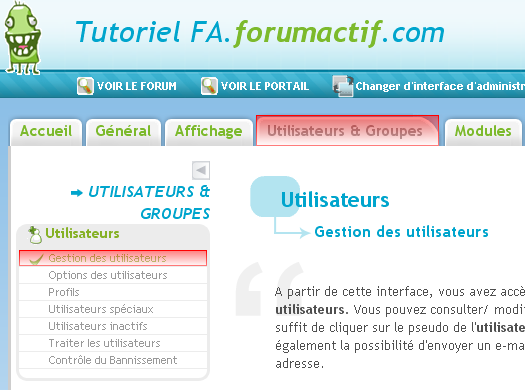 Tutoriel FA.forumactif.com
VOIR LE FORUM VOIR LE PORTAIL Changer d'interface d'administr
Accueil Général Affichage Utilisateurs & Groupes Modules
UTILISATEURS &
GROUPES
Utilisateurs
Gestion des utilisateurs
Options des utilisateurs
Profils
Utilisateurs spéciaux
Utilisateurs inactifs
Traiter les utilisateurs
Contrôle du Bannissement
Utilisateurs
Gestion des utilisateurs
A partir de cette interface, vous avez accè
utilisateurs. Vous pouvez consulter/ modi
suffit de cliquer sur le pseudo de l'utilisate
également la possibilité d'envoyer un e-ma
adresse.